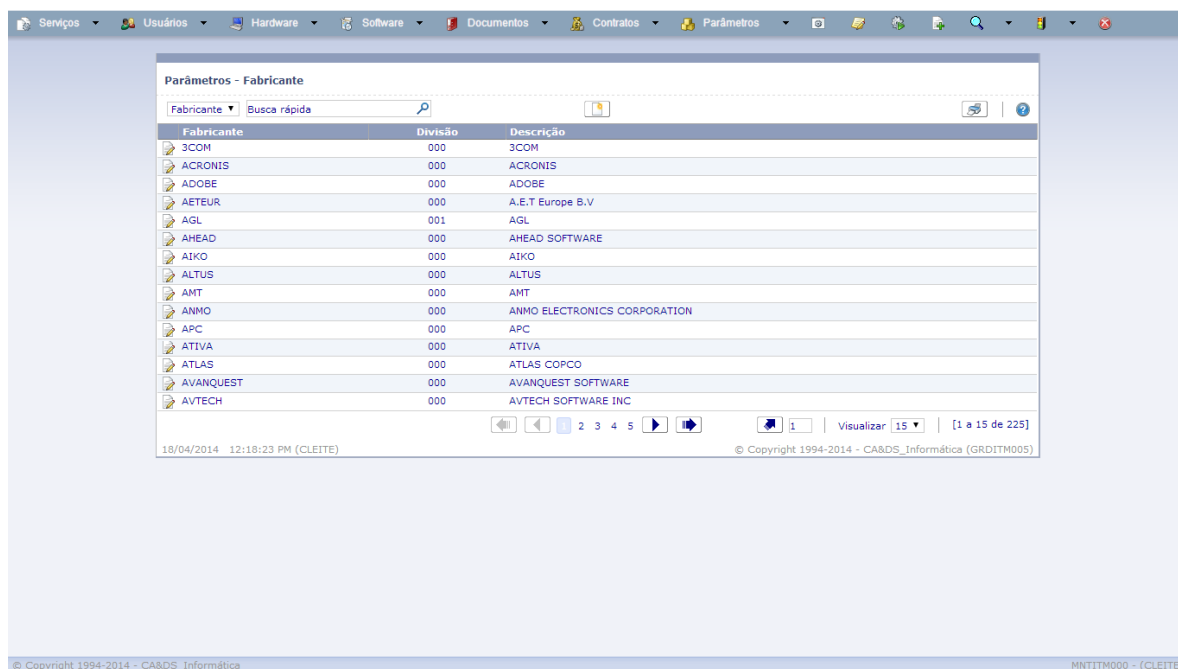 Serviços Usuários Hardware Software Documentos Contratos Parâmetros
Parâmetros - Fabricante
Fabricante Busca rápida
Fabricante Divisão Descrição
3COM 000 3COM
ACRONIS 000 ACRONIS
ADOBE 000 ADOBE
AETEUR 000 A.E.T Europe B.V
AGL 001 AGL
AHEAD 000 AHEAD SOFTWARE
AIKO 000 AIKO
ALTUS 000 ALTUS
AMT 000 AMT
ANMO 000 ANMO ELECTRONICS CORPORATION
APC 000 APC
ATIVA 000 ATIVA
ATLAS 000 ATLAS COPCO
AVANQUEST 000 AVANQUEST SOFTWARE
AVTECH 000 AVTECH SOFTWARE INC
1 2 3 4 5 1 Visualizar 15 [1 a 15 de 225]
18/04/2014 12:18:23 PM (CLEITE) © Copyright 1994-2014 - CA&DS_Informática (GRDITM005)
© Copyright 1994-2014 - CA&DS_Informática MNTITM000 - (CLEITE